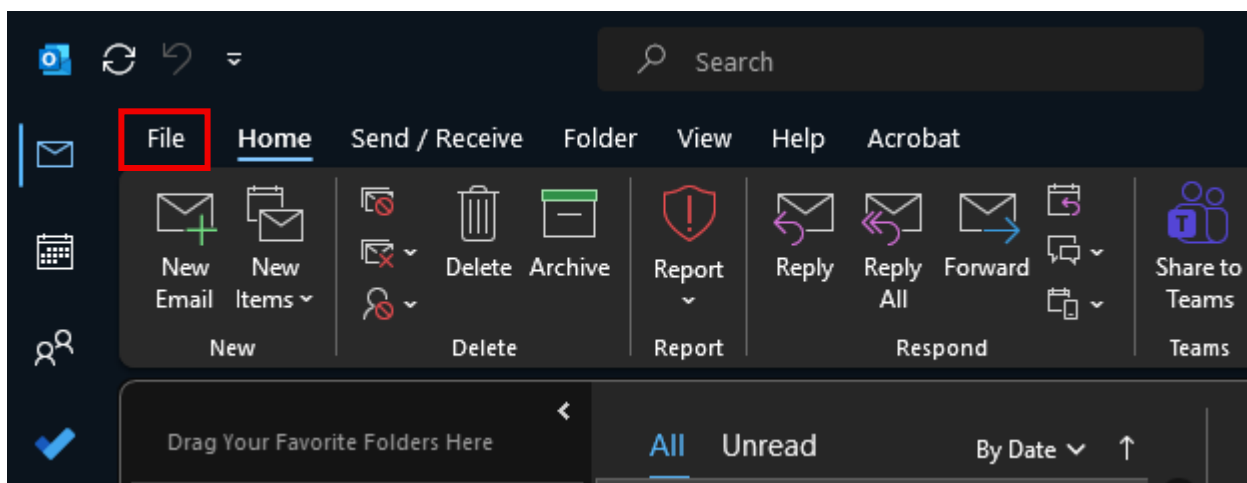 Search
File Home Send / Receive Folder View Help Acrobat
New New Delete Archive Report Reply Reply Forward Share to
Email Items All Teams
New Delete Report Respond Teams
Drag Your Favorite Folders Here
All Unread By Date